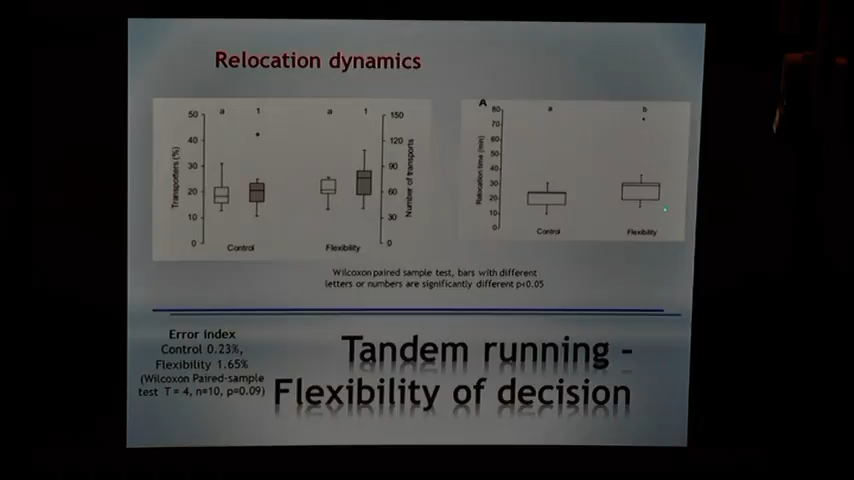 Relocation dynamics
a 1 a 1
50 40 30 20 10 0
Transporters (%)
150 120 90 60 30 0
Number of transports
Control Flexibility
A
a b
80 70 60 50 40 30 20 10 0
Relocation time (min)
Control Flexibility
Wilcoxon paired sample test, bars with different
letters or numbers are significantly different p<0.05
Error index
Control 0.23%,
Flexibility 1.65%
(Wilcoxon Paired-sample
test T = 4, n=10, p=0.09)
Tandem running -
Flexibility of decision